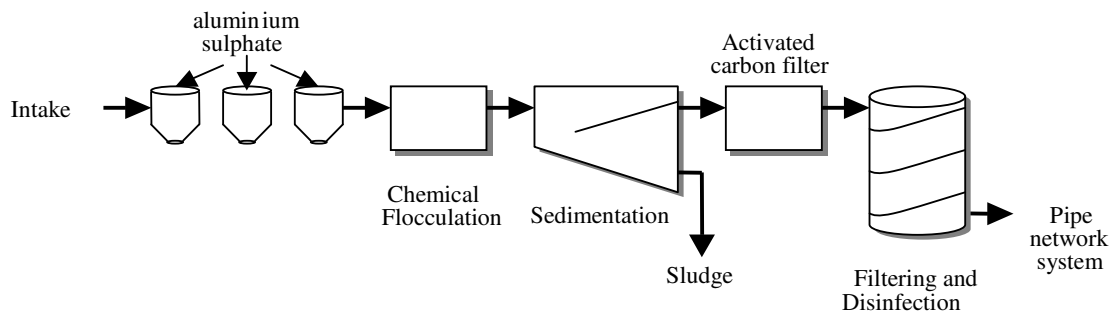 aluminium
sulphate
Intake
Chemical
Flocculation
Sedimentation
Sludge
Activated
carbon filter
Filtering and
Disinfection
Pipe
network
system